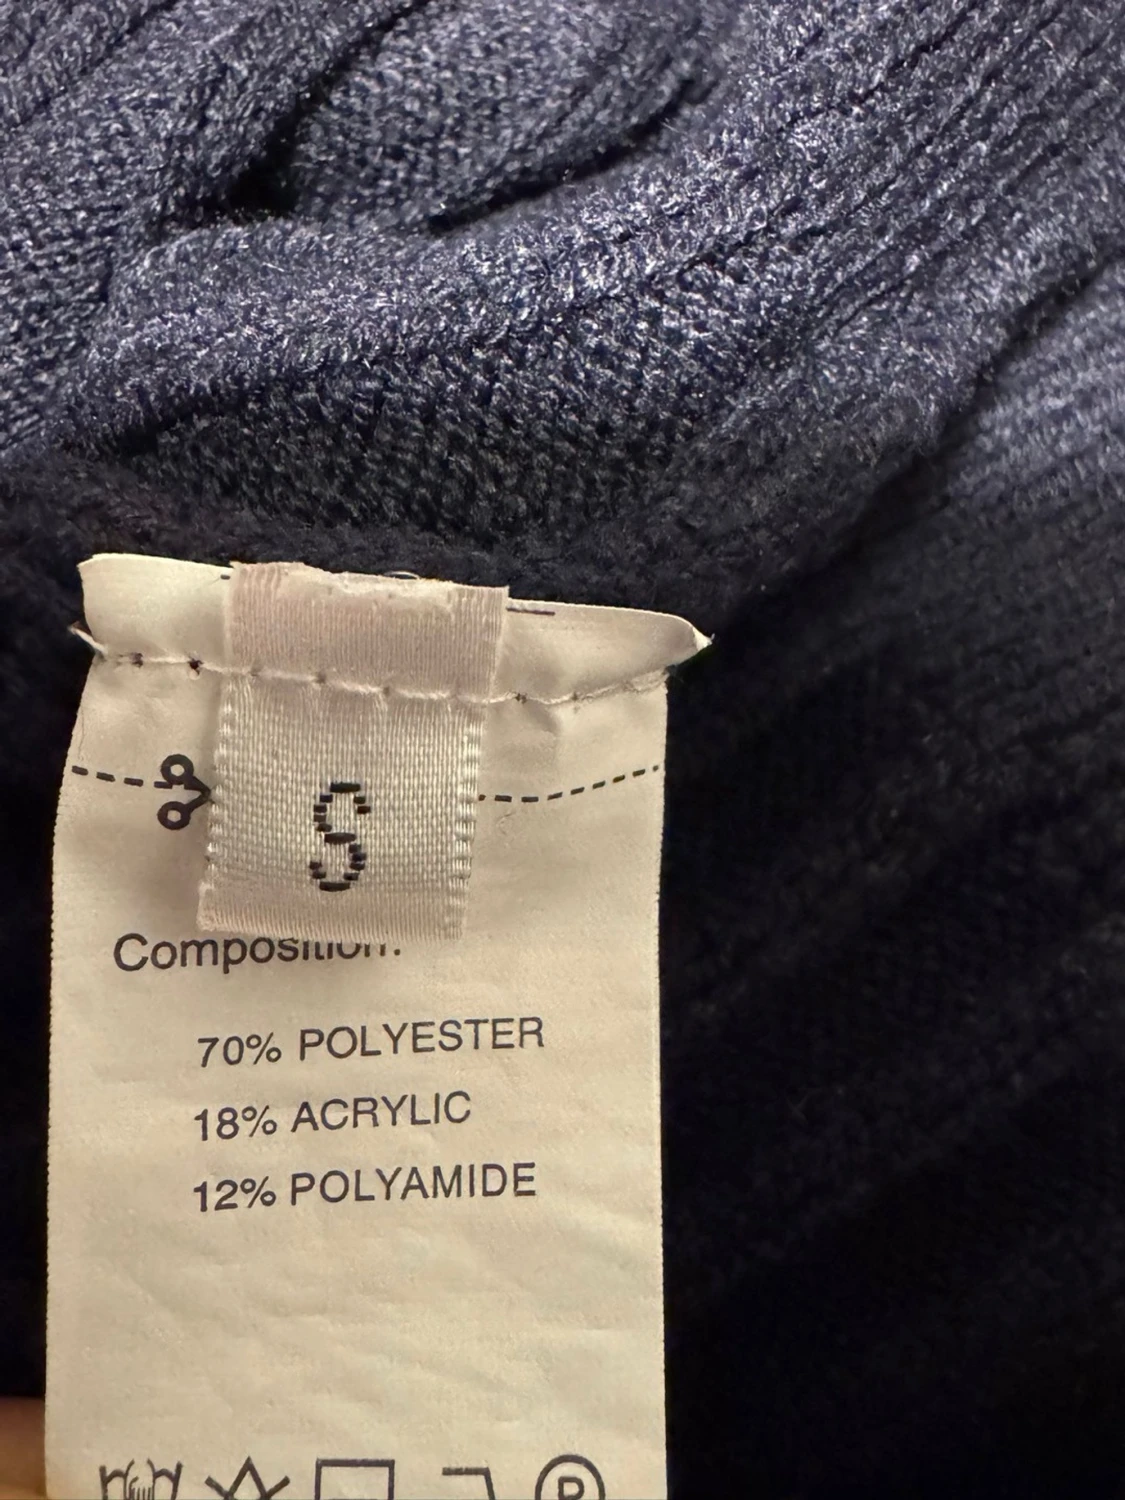 S
Composition:
70% POLYESTER
18% ACRYLIC
12% POLYAMIDE
P